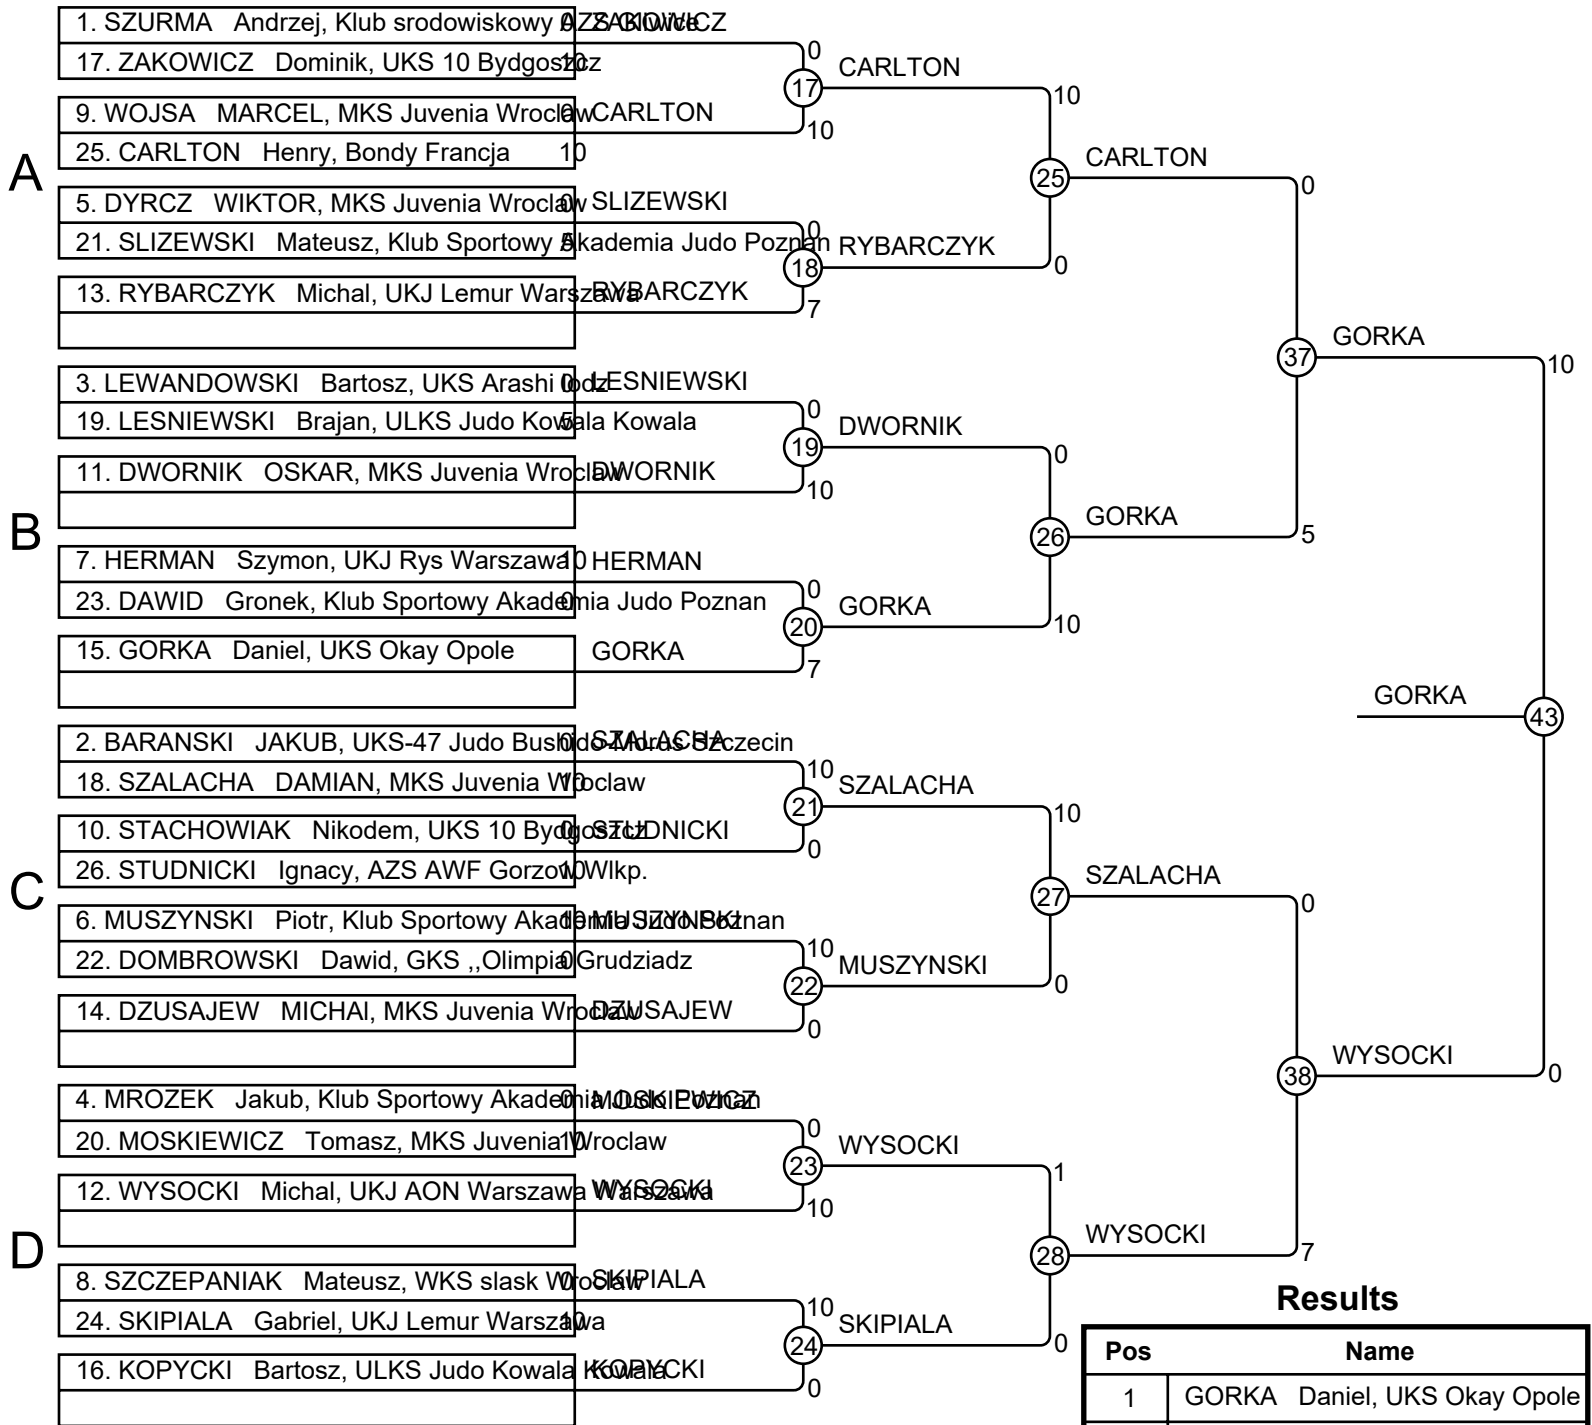 1. SZURMA Andrzej, Klub srodowiskowy AZS Gliwice 0 ZAKOWICZ
17. ZAKOWICZ Dominik, UKS 10 Bydgoszcz 10
0
17
CARLTON
10
9. WOJSA MARCEL, MKS Juvenia Wroclaw 0 CARLTON
10
25. CARLTON Henry, Bondy Francja 10
A
25
CARLTON
0
5. DYRCZ WIKTOR, MKS Juvenia Wroclaw 0 SLIZEWSKI
0
21. SLIZEWSKI Mateusz, Klub Sportowy Akademia Judo Poznan 5
18
RYBARCZYK
0
13. RYBARCZYK Michal, UKJ Lemur Warszawa RYBARCZYK
7
37
GORKA
10
3. LEWANDOWSKI Bartosz, UKS Arashi lodz 0 LESNIEWSKI
0
19. LESNIEWSKI Brajan, ULKS Judo Kowala Kowala 5
19
DWORNIK
0
11. DWORNIK OSKAR, MKS Juvenia Wroclaw DWORNIK
10
B
26
GORKA
5
7. HERMAN Szymon, UKJ Rys Warszawa 10 HERMAN
0
23. DAWID Gronek, Klub Sportowy Akademia Judo Poznan 0
20
GORKA
10
15. GORKA Daniel, UKS Okay Opole GORKA
7
GORKA
43
2. BARANSKI JAKUB, UKS-47 Judo Bushido-Morus Szczecin 0 SZALACHA
10
18. SZALACHA DAMIAN, MKS Juvenia Wroclaw 10
21
SZALACHA
10
10. STACHOWIAK Nikodem, UKS 10 Bydgoszcz 0 STUDNICKI
0
26. STUDNICKI Ignacy, AZS AWF Gorzow Wlkp. 10
C
27
SZALACHA
0
6. MUSZYNSKI Piotr, Klub Sportowy Akademia Judo Poznan 10 MUSZYNSKI
10
22. DOMBROWSKI Dawid, GKS ,,Olimpia Grudziadz 0
22
MUSZYNSKI
0
14. DZUSAJEW MICHAl, MKS Juvenia Wroclaw DZUSAJEW
0
38
WYSOCKI
0
4. MROZEK Jakub, Klub Sportowy Akademia Judo Poznan 0 MOSKIEWICZ
0
20. MOSKIEWICZ Tomasz, MKS Juvenia Wroclaw 10
23
WYSOCKI
1
12. WYSOCKI Michal, UKJ AON Warszawa Warszawa WYSOCKI
10
D
28
WYSOCKI
7
8. SZCZEPANIAK Mateusz, WKS slask Wroclaw 0 SKIPIALA
10
24. SKIPIALA Gabriel, UKJ Lemur Warszawa 10
24
SKIPIALA
0
16. KOPYCKI Bartosz, ULKS Judo Kowala Kowala KOPYCKI
0
Results
Pos Name
1 GORKA Daniel, UKS Okay Opole